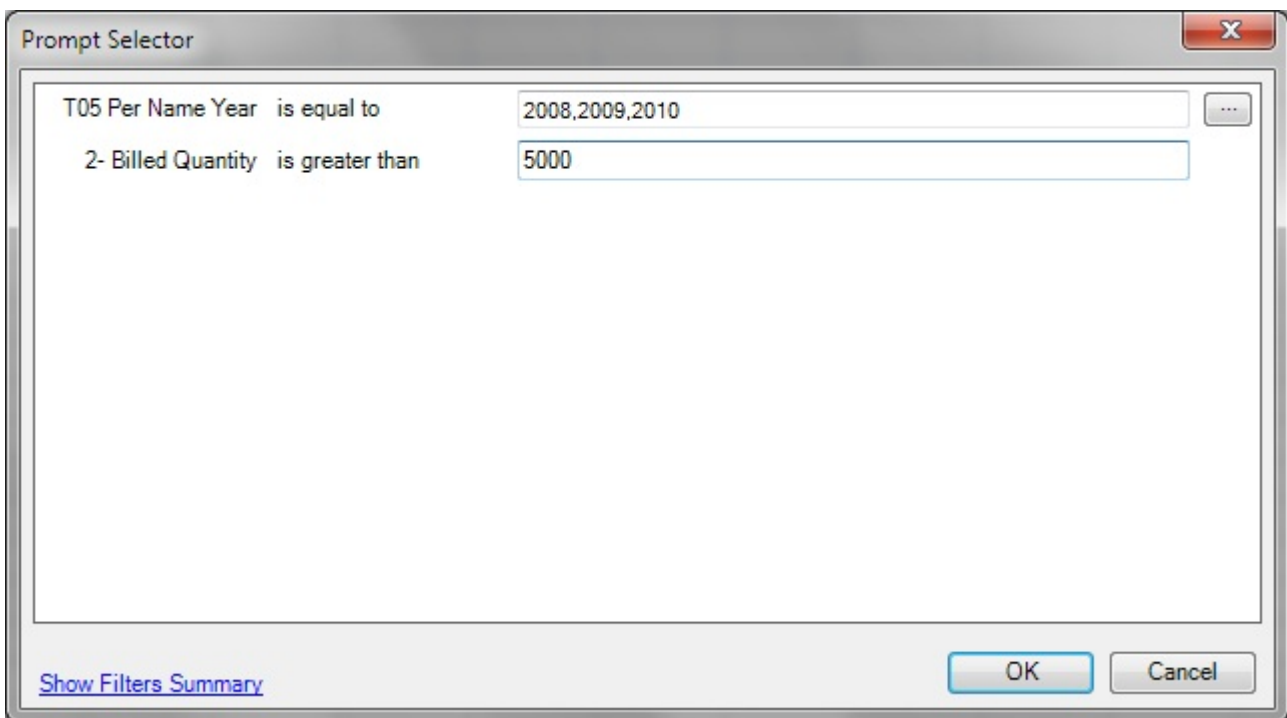 Prompt Selector
T05 Per Name Year is equal to 2008,2009,2010 ...
2- Billed Quantity is greater than 5000
Show Filters Summary OK Cancel